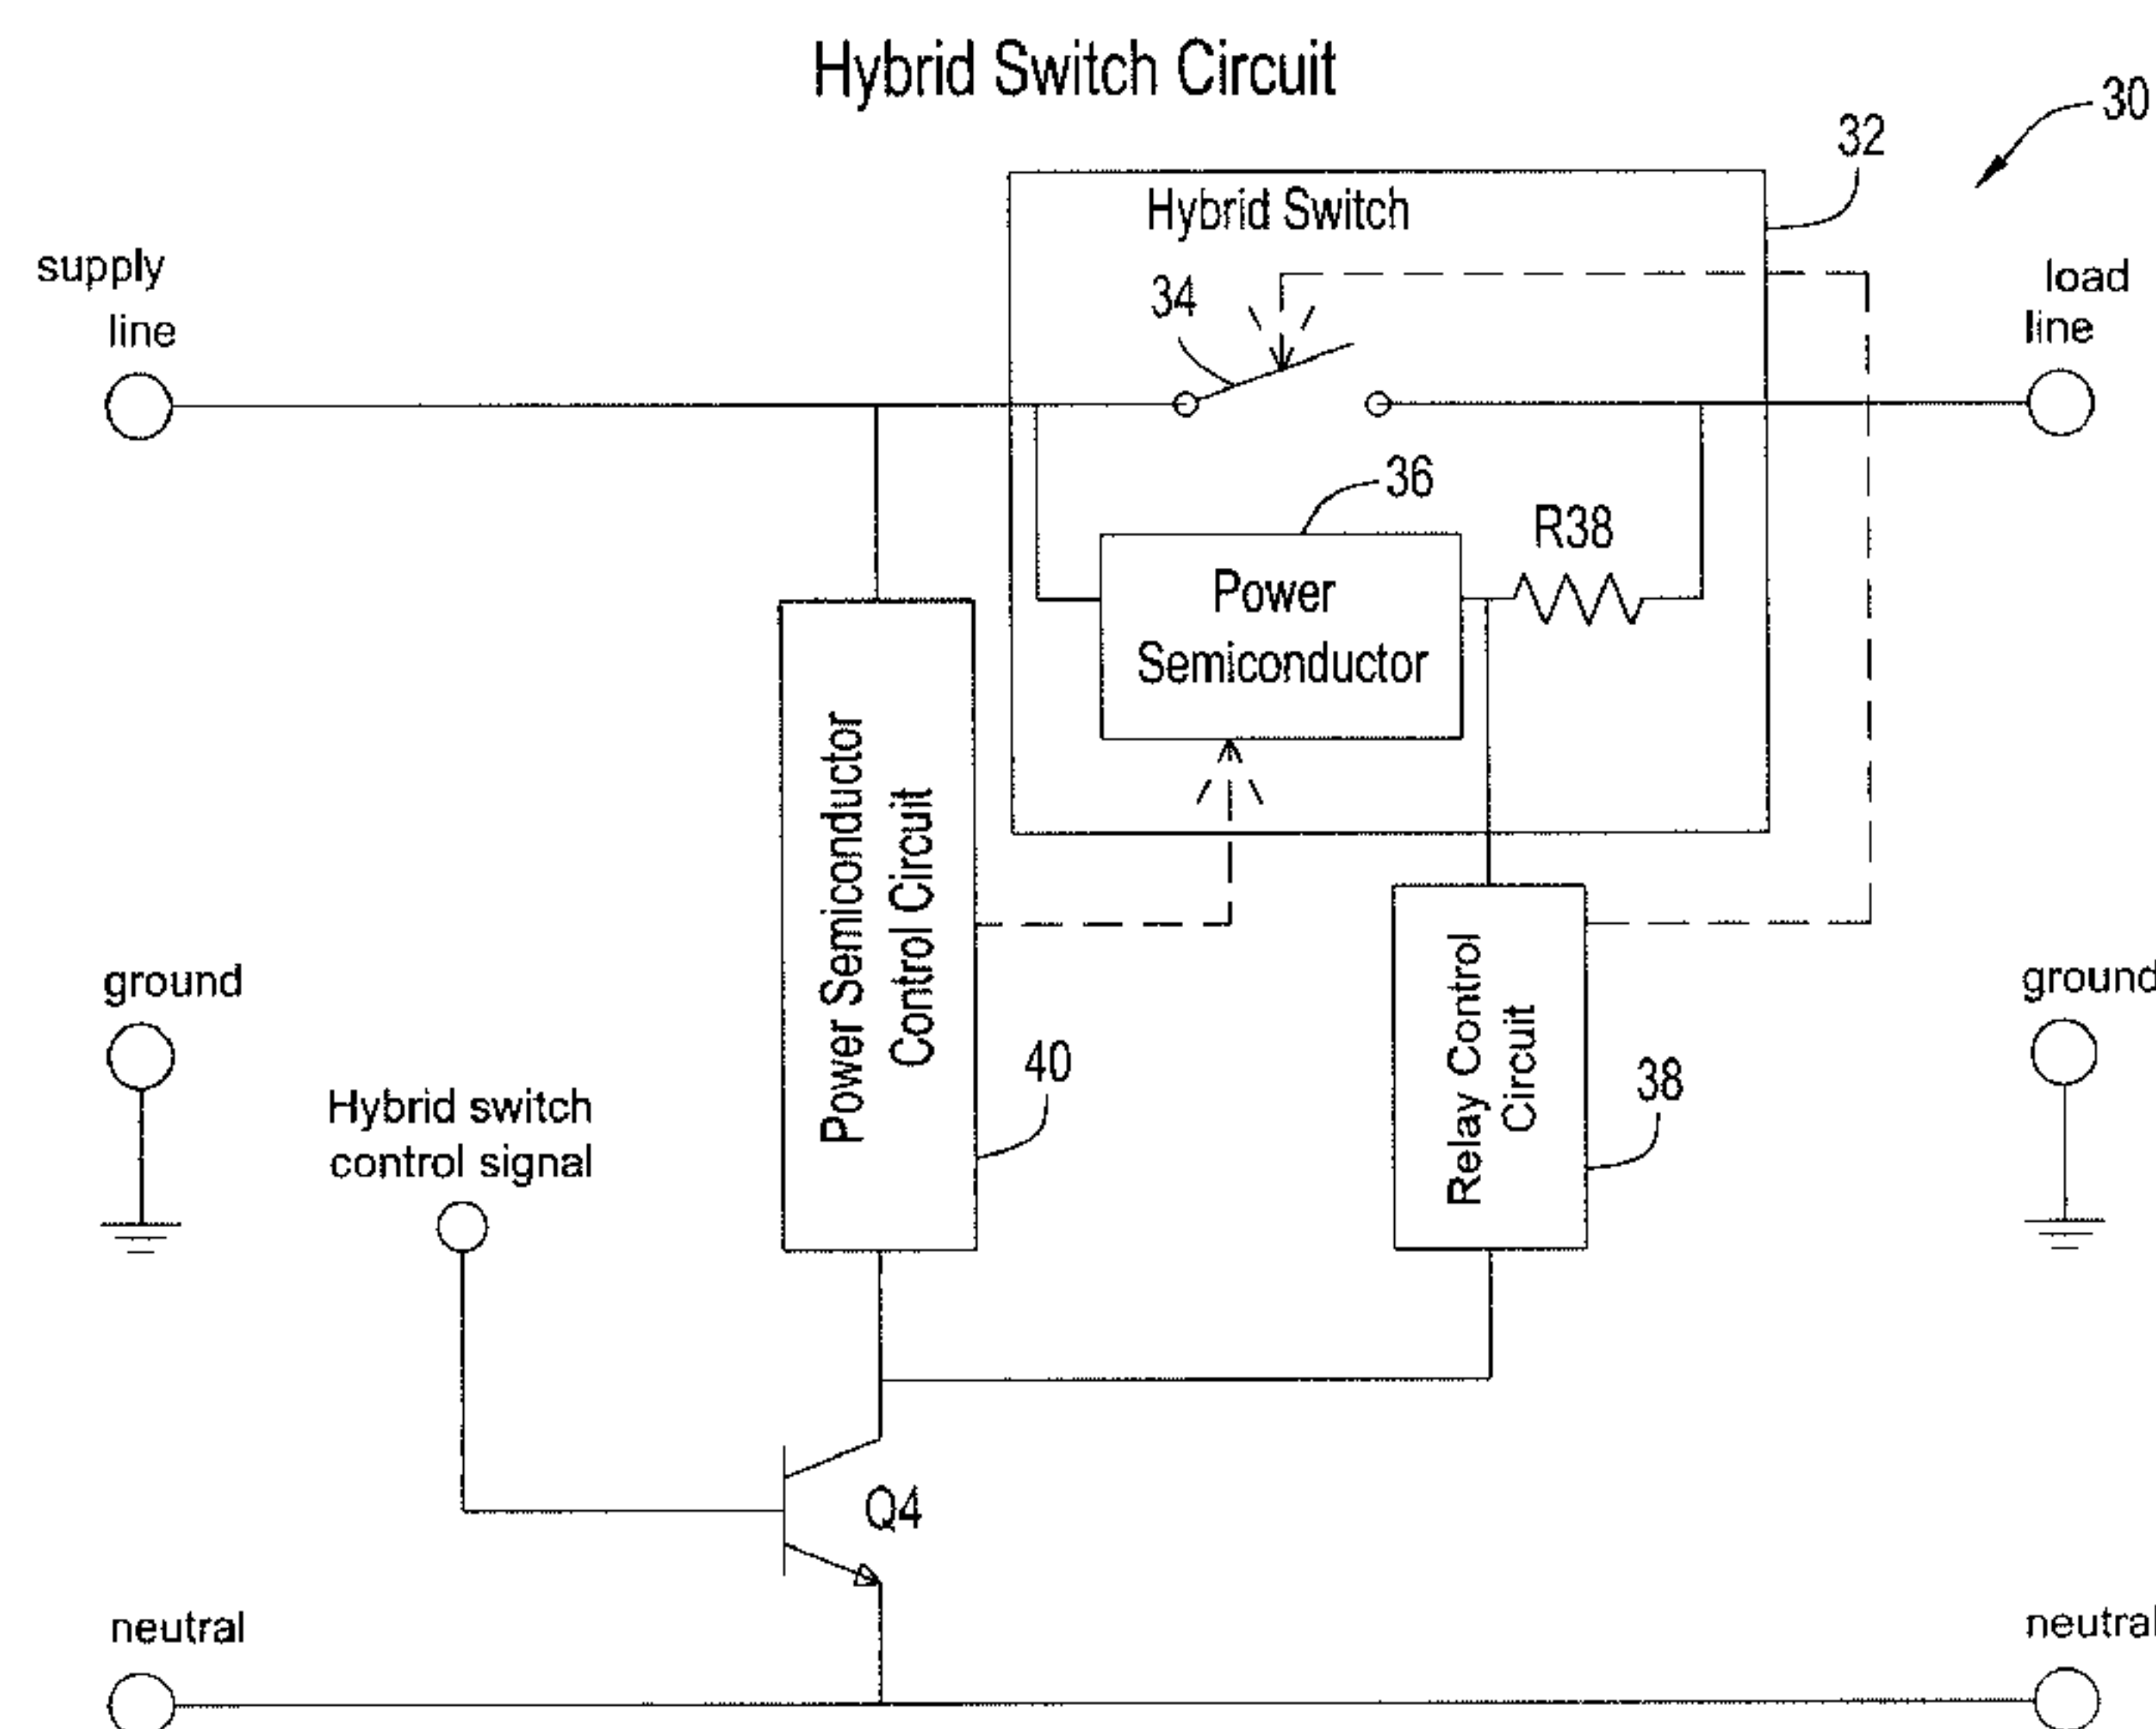 Hybrid Switch Circuit
30
32
Hybrid Switch
supply
line
34
load
line
36
R38
Power
Semiconductor
Power Semiconductor
Control Circuit
40
Relay Control
Circuit
38
ground
ground
Hybrid switch
control signal
Q4
neutral
neutral